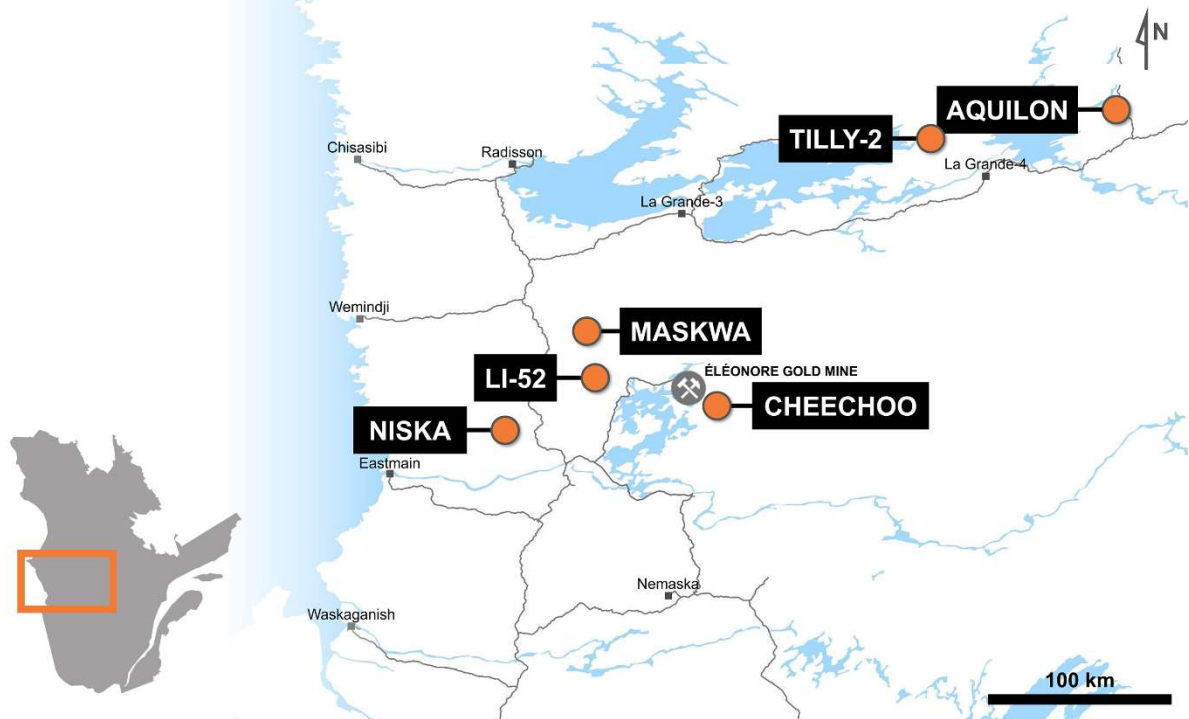 N
AQUILON
TILLY-2
Chisasibi
Radisson
La Grande-4
La Grande-3
Wemindji
MASKWA
ÉLÉONORE GOLD MINE
LI-52
CHEECHOO
NISKA
Eastmain
Nemaska
Waskaganish
100 km